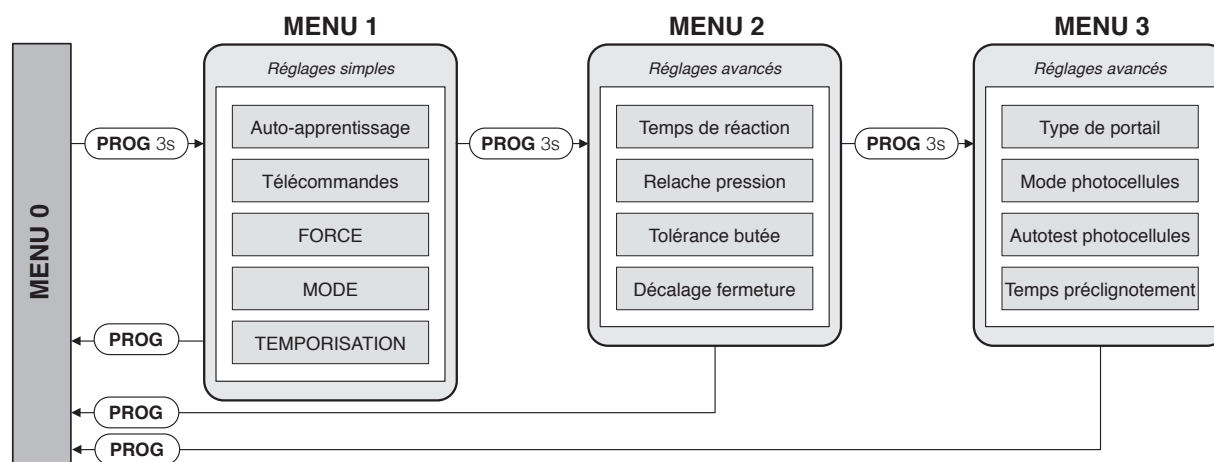 MENU 0
PROG 3s
MENU 1
Réglages simples
Auto-apprentissage
Télécommandes
FORCE
MODE
TEMPORISATION
PROG 3s
MENU 2
Réglages avancés
Temps de réaction
Relache pression
Tolérance butée
Décalage fermeture
PROG 3s
MENU 3
Réglages avancés
Type de portail
Mode photocellules
Autotest photocellules
Temps préclignotement
PROG
PROG
PROG